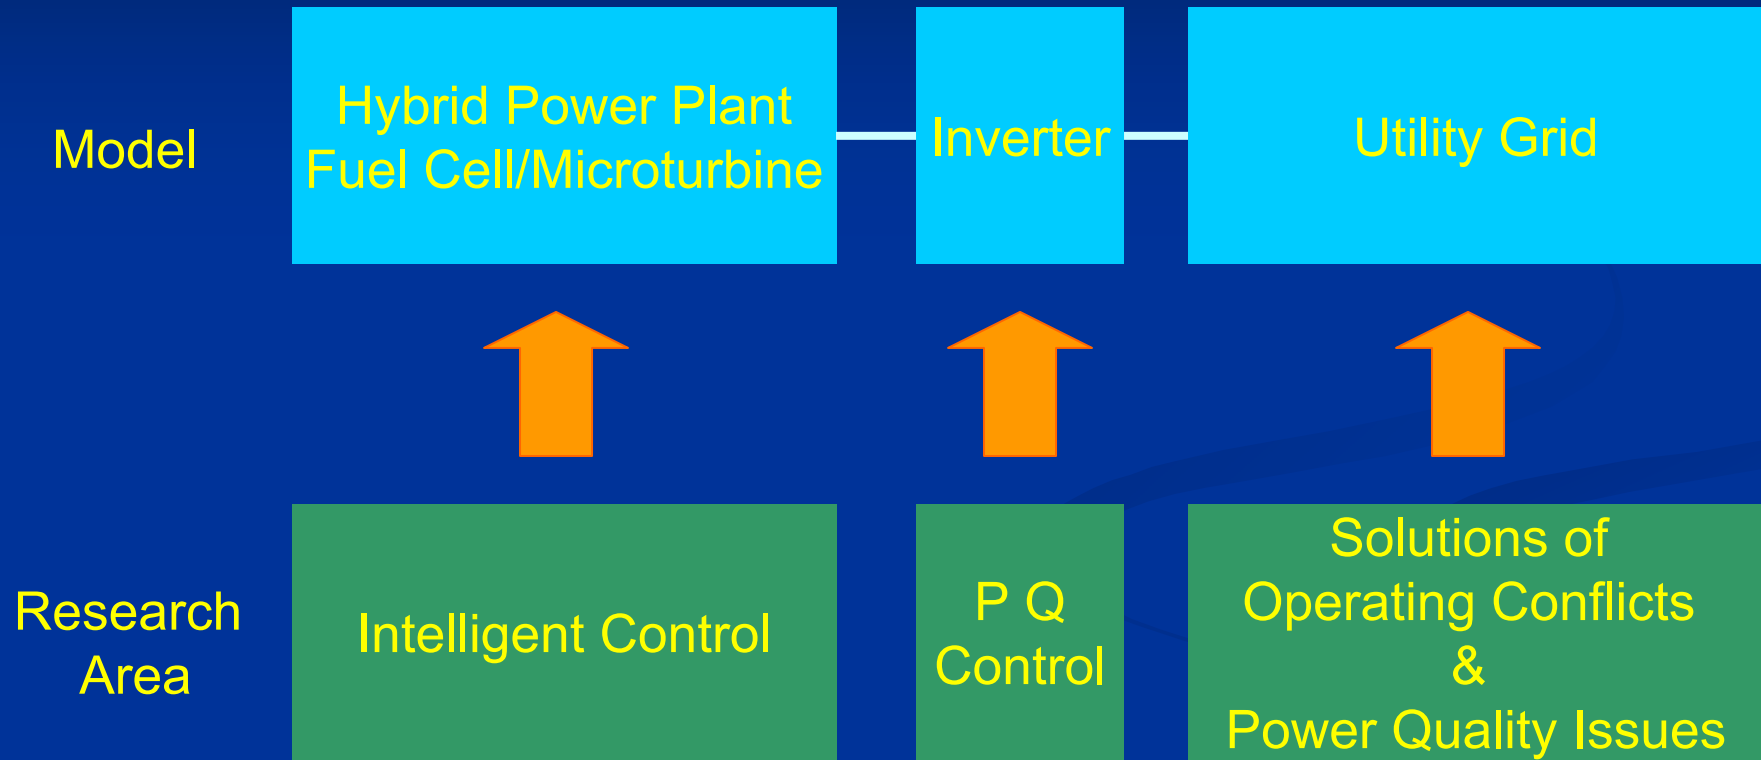 Model
Hybrid Power Plant
Fuel Cell/Microturbine
Inverter
Utility Grid
Research
Area
Intelligent Control
P Q
Control
Solutions of
Operating Conflicts
&
Power Quality Issues